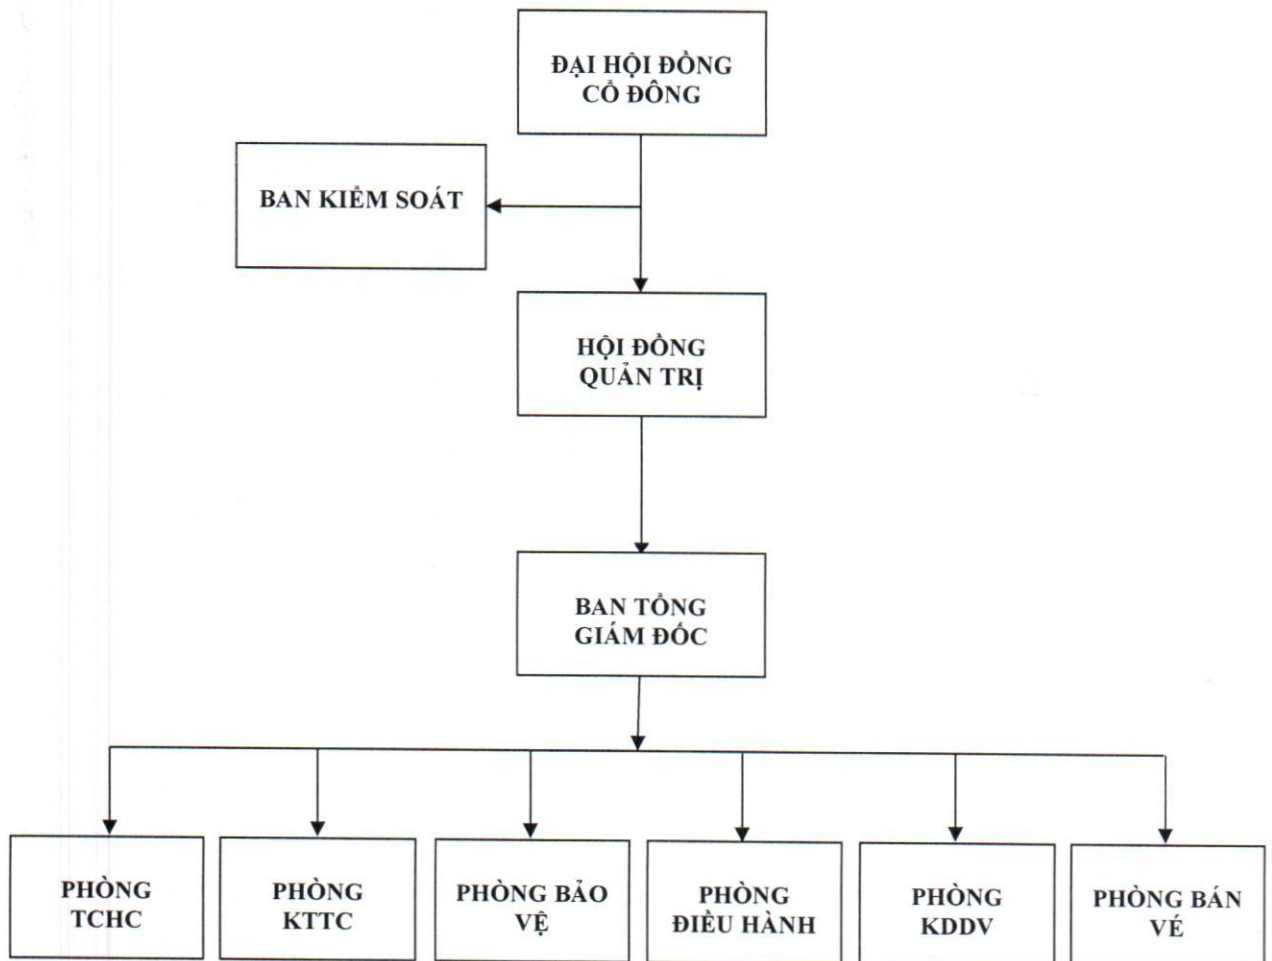 ĐẠI HỘI ĐỒNG
CỔ ĐÔNG
BAN KIỂM SOÁT
HỘI ĐỒNG
QUẢN TRỊ
BAN TỔNG
GIÁM ĐỐC
PHÒNG
TCHC
PHÒNG
KTTC
PHÒNG BẢO
VỆ
PHÒNG
ĐIỀU HÀNH
PHÒNG
KDDV
PHÒNG BÁN
VÉ